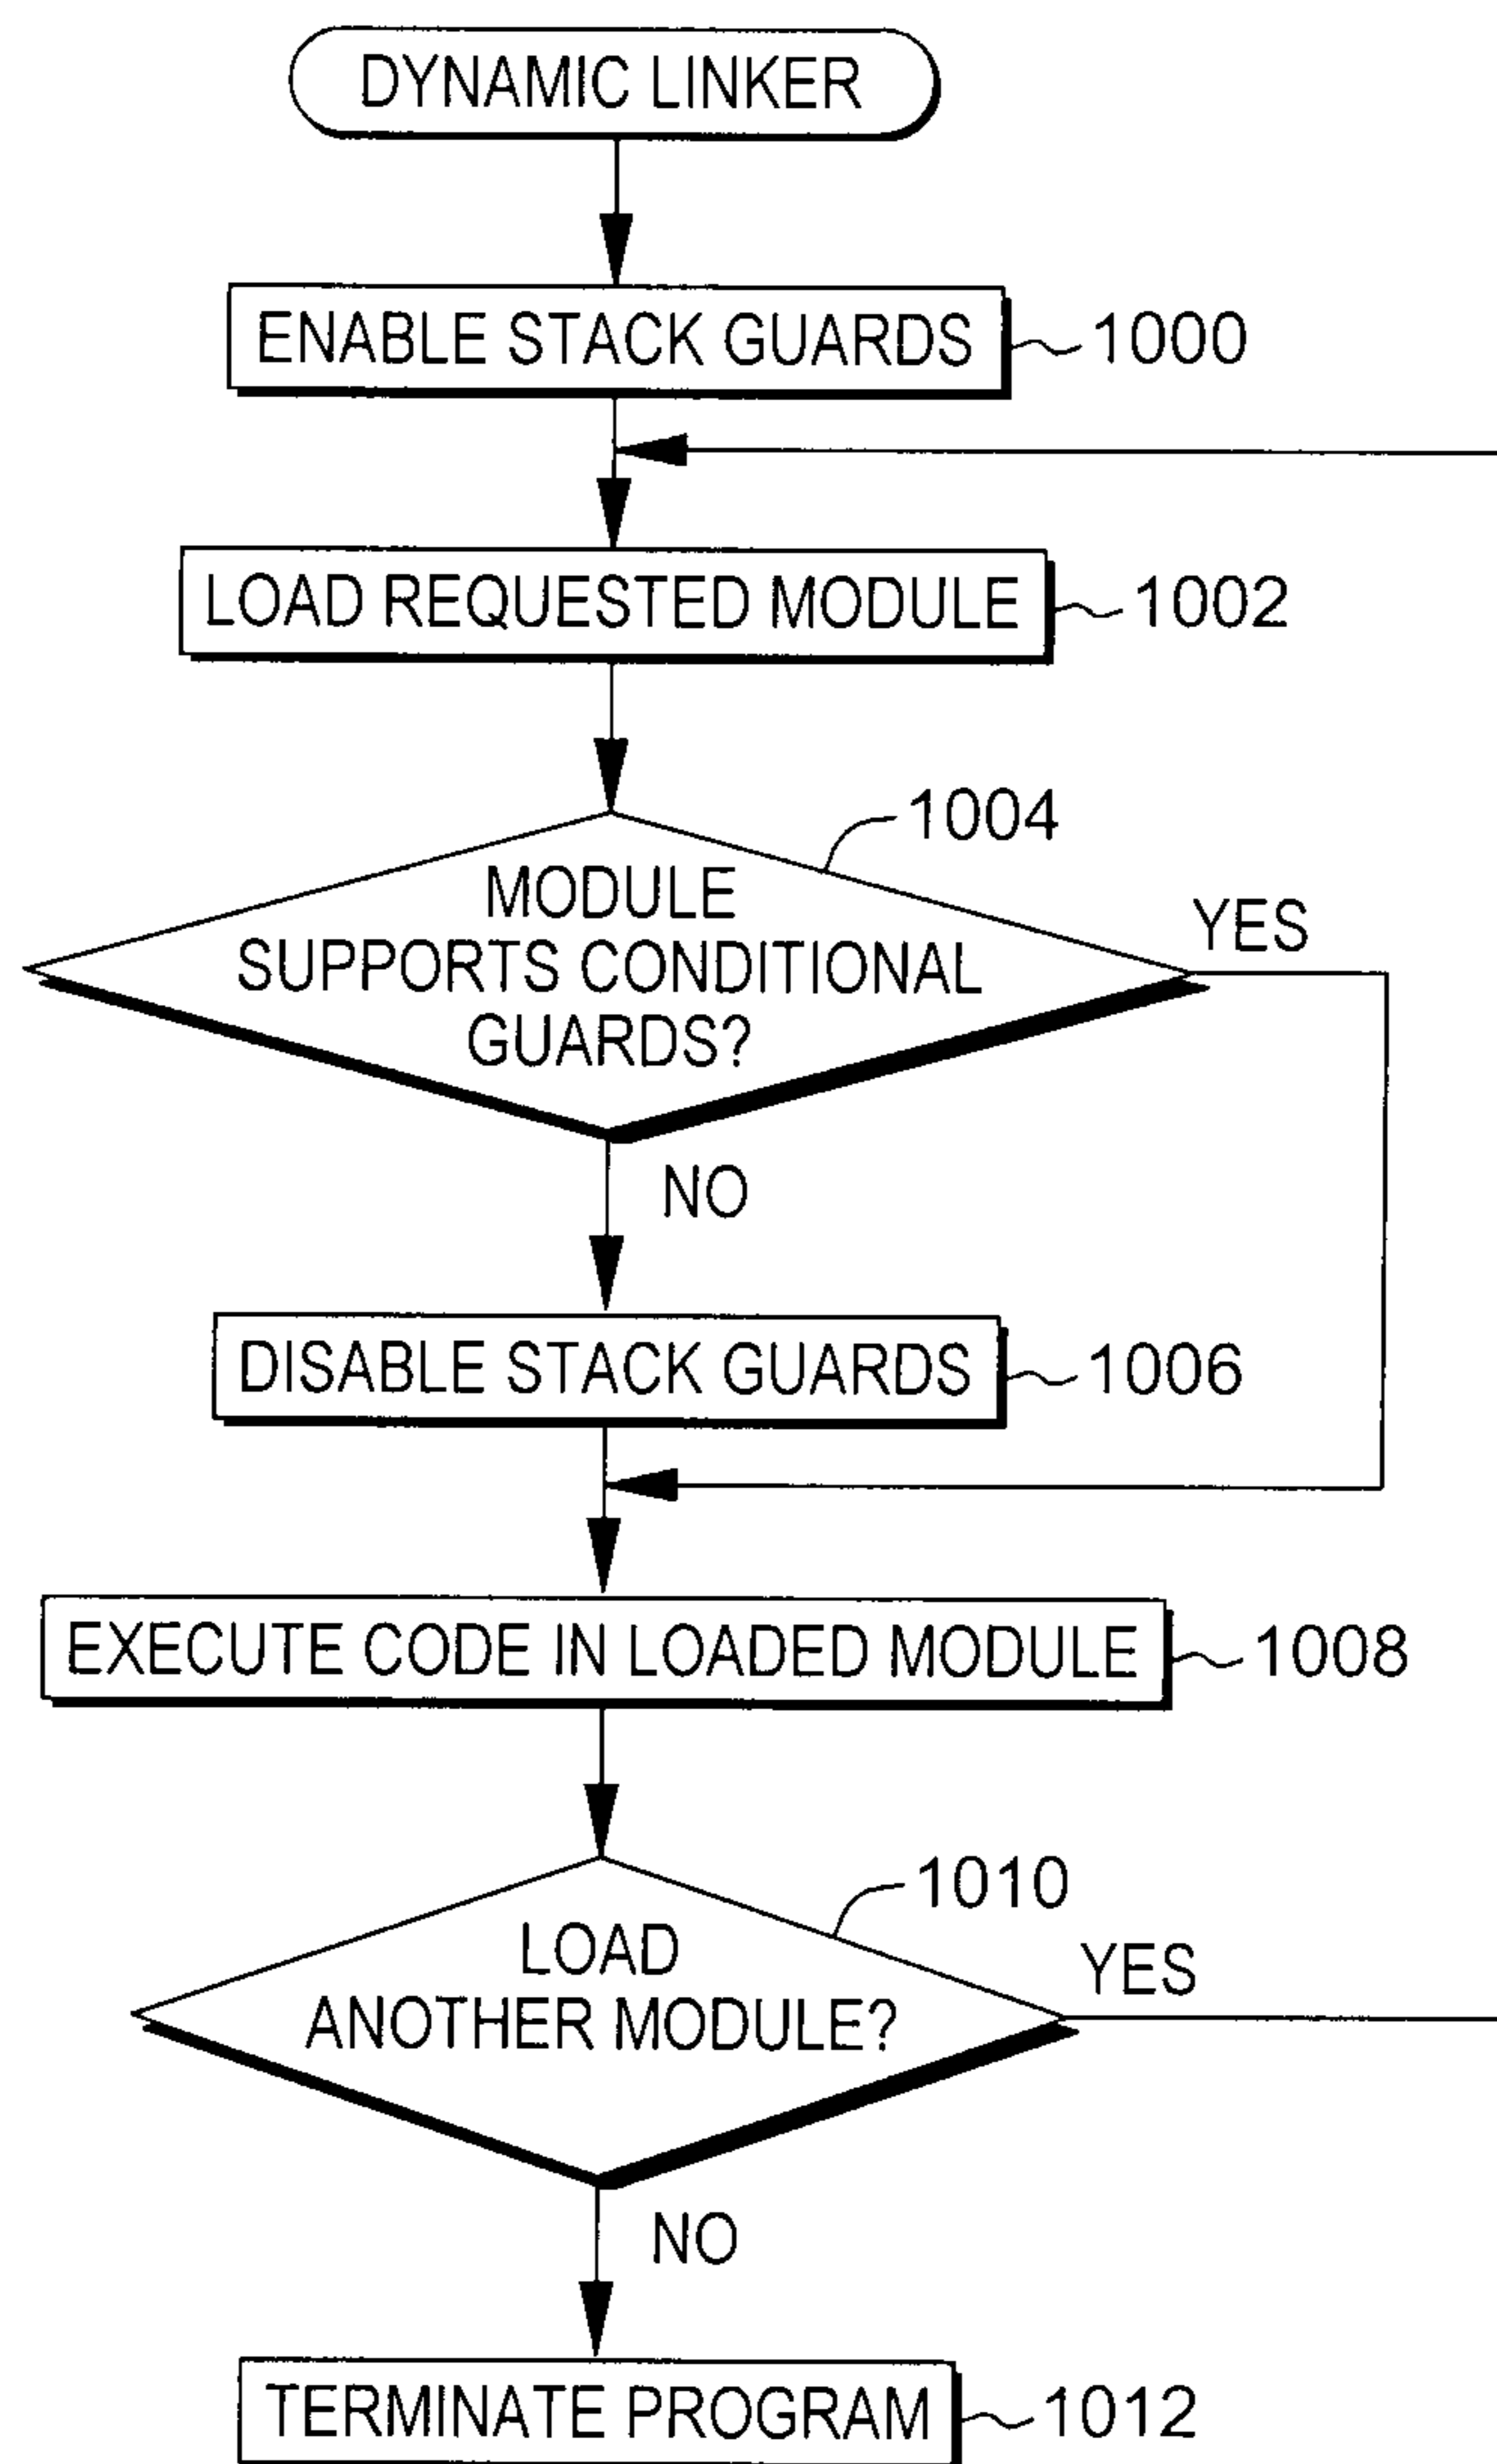 DYNAMIC LINKER
ENABLE STACK GUARDS
1000
LOAD REQUESTED MODULE
1002
1004
MODULE
SUPPORTS CONDITIONAL
GUARDS?
YES
NO
DISABLE STACK GUARDS
1006
EXECUTE CODE IN LOADED MODULE
1008
1010
LOAD
ANOTHER MODULE?
YES
NO
TERMINATE PROGRAM
1012